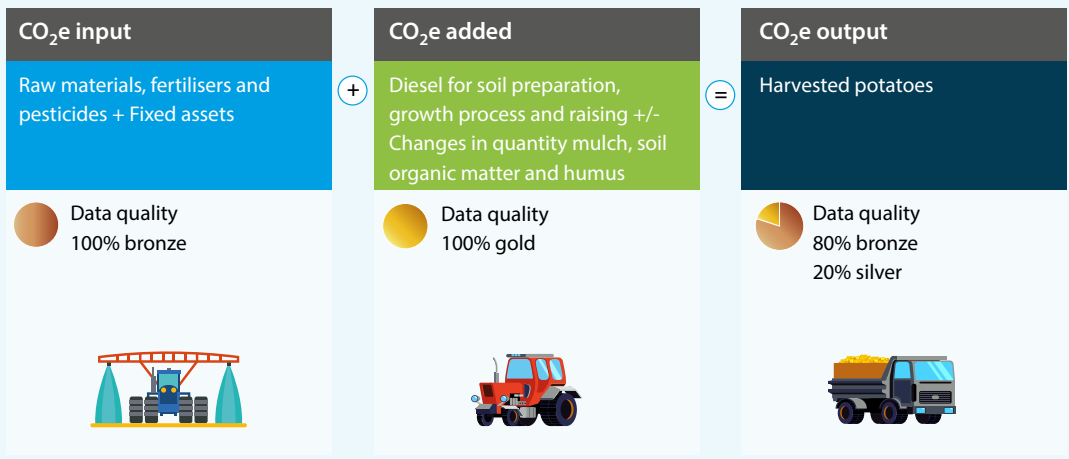 CO₂e input
Raw materials, fertilisers and
pesticides + Fixed assets
Data quality
100% bronze
+
CO₂e added
Diesel for soil preparation,
growth process and raising +/-
Changes in quantity mulch, soil
organic matter and humus
Data quality
100% gold
=
CO₂e output
Harvested potatoes
Data quality
80% bronze
20% silver